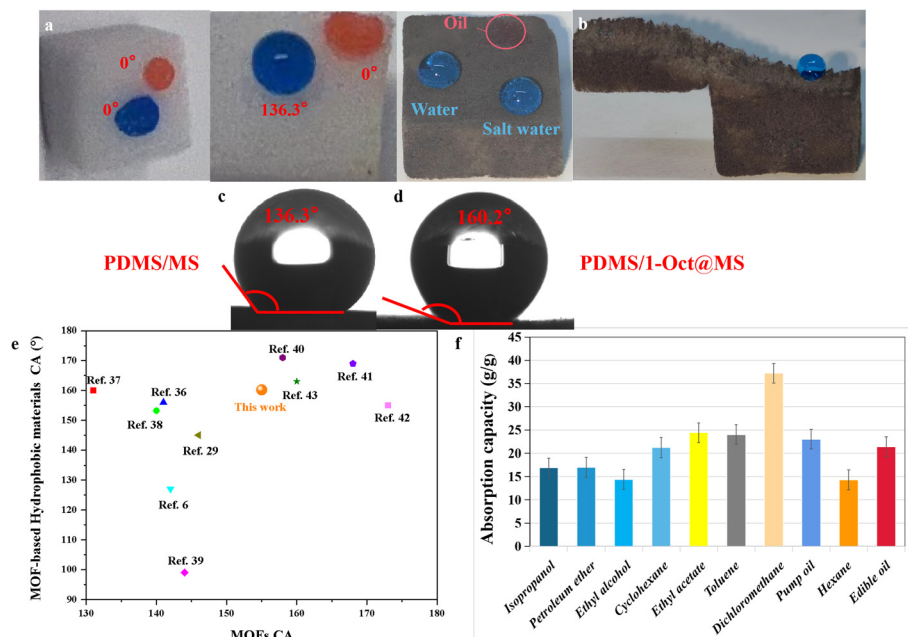 a
0°
0°
136.3°
0°
Oil
Water
Salt water
b
c
136.3°
PDMS/MS
d
160.2°
PDMS/1-Oct@MS
e
MOF-based Hydrophobic materials CA (°)
180
170
160
150
140
130
120
110
100
90
Ref. 37
Ref. 36
Ref. 38
Ref. 29
Ref. 6
Ref. 39
Ref. 40
Ref. 41
Ref. 43
Ref. 42
This work
130 140 150 160 170 180
MOFs CA
f
Absorption capacity (g/g)
45
40
35
30
25
20
15
10
5
0
Isopropanol
Petroleum ether
Ethyl alcohol
Cyclohexane
Ethyl acetate
Toluene
Dichloromethane
Pump oil
Hexane
Edible oil